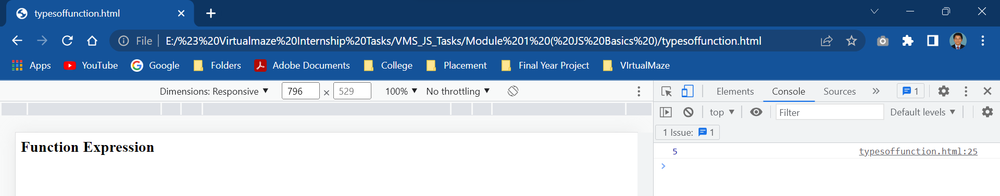 typesoffunction.html
File E:/%23%20Virtualmaze%20Internship%20Tasks/VMS_JS_Tasks/Module%201%20(%20JS%20Basics%20)/typesoffunction.html
Apps YouTube Google Folders Adobe Documents College Placement Final Year Project VIrtualMaze
Dimensions: Responsive 796 × 529 100% No throttling
Elements Console Sources 1
top Filter Default levels
1 Issue: 1
Function Expression
5 typesoffunction.html:25